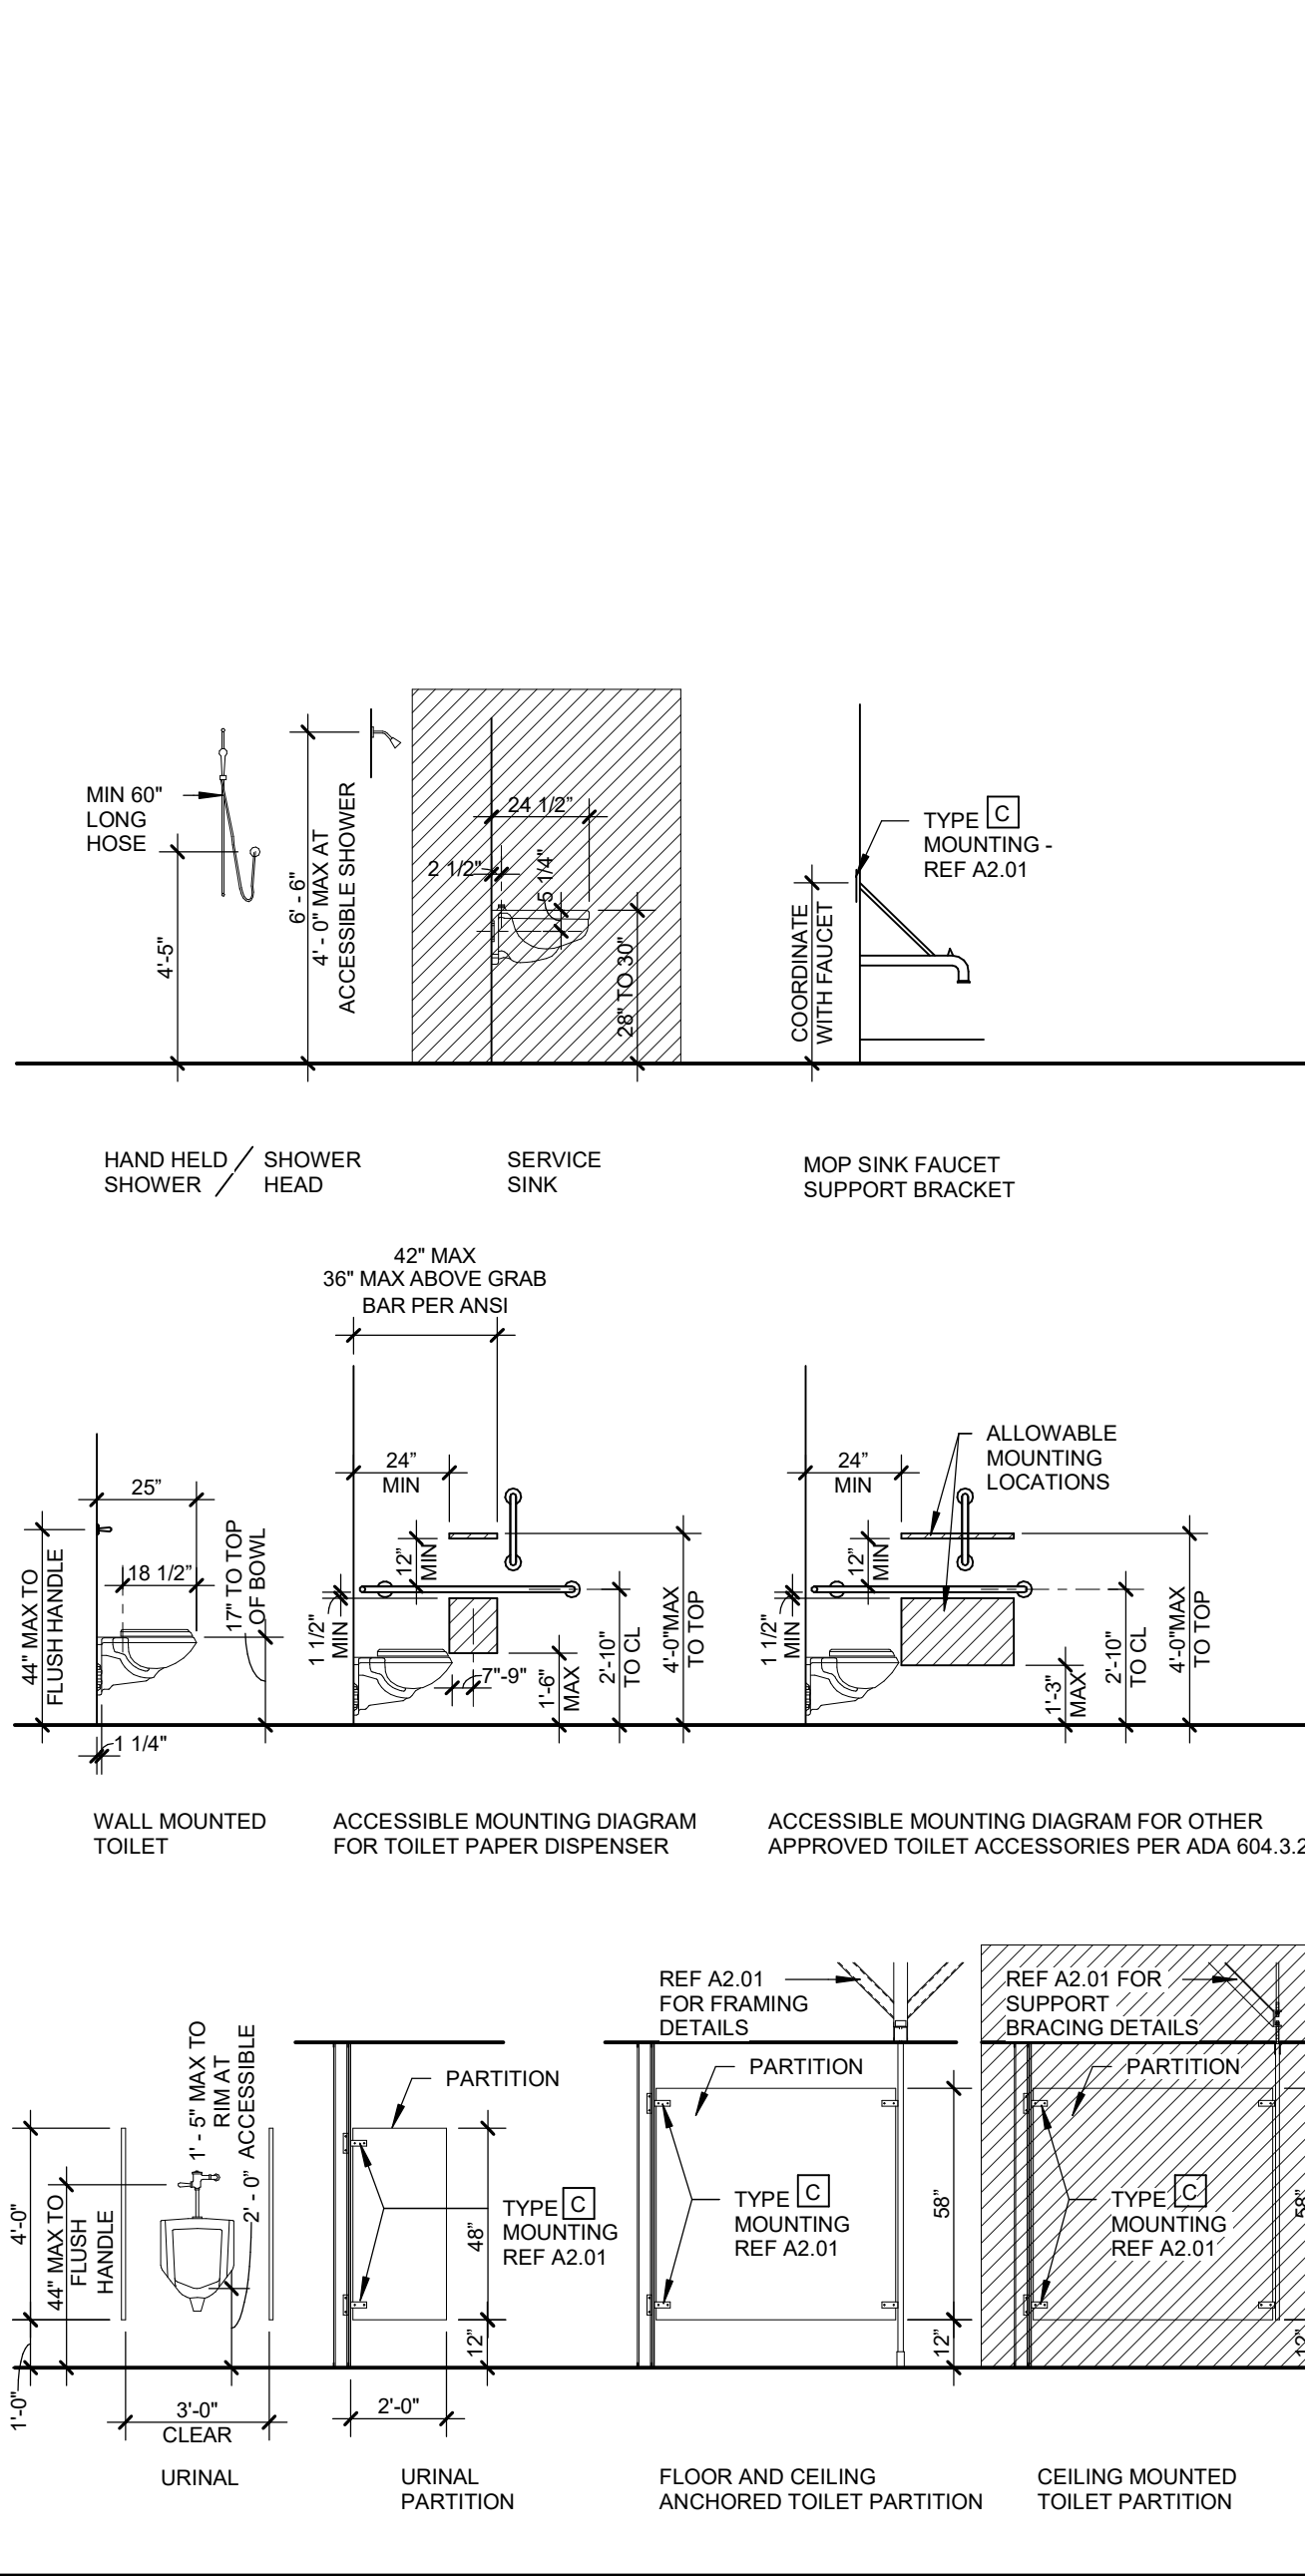 MIN 60"
LONG
HOSE
4'-5"
6' - 6"
4' - 0" MAX AT
ACCESSIBLE SHOWER
24 1/2”
2 1/2"
5 1/4"
28" TO 30"
COORDINATE
WITH FAUCET
TYPE C
MOUNTING -
REF A2.01
HAND HELD / SHOWER
SHOWER / HEAD
SERVICE
SINK
MOP SINK FAUCET
SUPPORT BRACKET
42" MAX
36" MAX ABOVE GRAB
BAR PER ANSI
25”
18 1/2”
44" MAX TO
FLUSH HANDLE
17" TO TOP
OF BOWL
1 1/4"
24”
MIN
12”
MIN
1 1/2"
MIN
7"-9"
1'-6"
MAX
2'-10"
TO CL
4'-0"MAX
TO TOP
24”
MIN
12”
MIN
1 1/2"
MIN
ALLOWABLE
MOUNTING
LOCATIONS
1'-3"
MAX
2'-10"
TO CL
4'-0"MAX
TO TOP
WALL MOUNTED
TOILET
ACCESSIBLE MOUNTING DIAGRAM
FOR TOILET PAPER DISPENSER
ACCESSIBLE MOUNTING DIAGRAM FOR OTHER
APPROVED TOILET ACCESSORIES PER ADA 604.3.2
4'-0"
1'-0"
44" MAX TO
FLUSH
HANDLE
1' - 5" MAX TO
RIM AT
ACCESSIBLE
2' - 0”
3'-0"
CLEAR
URINAL
PARTITION
TYPE C
MOUNTING
REF A2.01
48”
12”
2'-0"
URINAL
PARTITION
REF A2.01
FOR FRAMING
DETAILS
PARTITION
TYPE C
MOUNTING
REF A2.01
58”
12”
FLOOR AND CEILING
ANCHORED TOILET PARTITION
REF A2.01 FOR
SUPPORT
BRACING DETAILS
PARTITION
TYPE C
MOUNTING
REF A2.01
58”
12”
CEILING MOUNTED
TOILET PARTITION